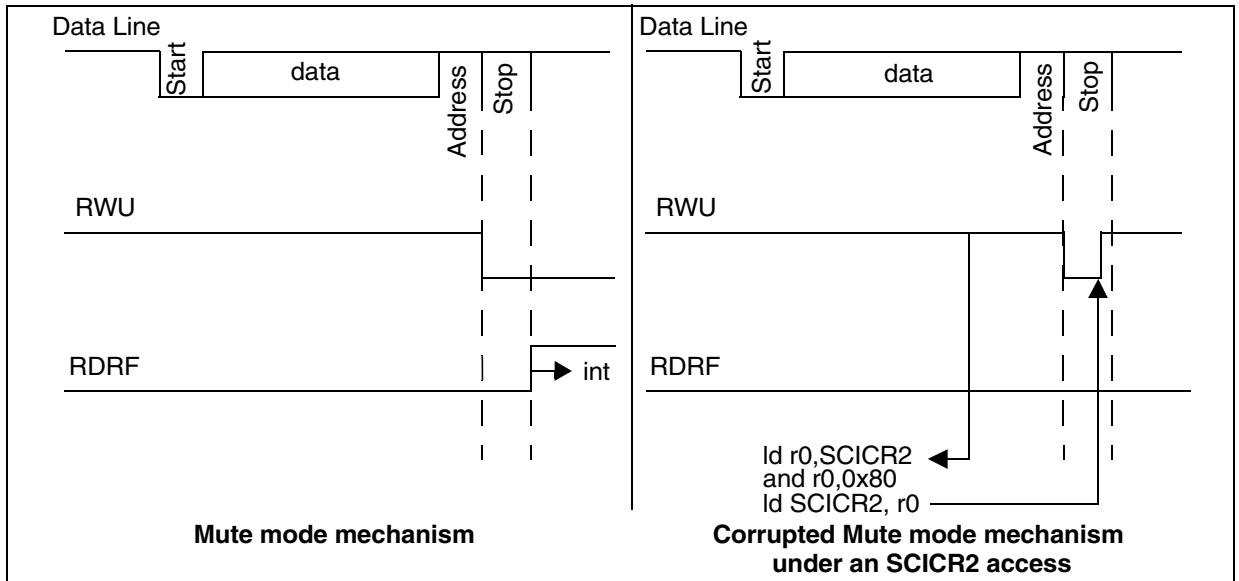 Data Line
Start
data
Address
Stop
RWU
RDRF
int
Mute mode mechanism
Data Line
Start
data
Address
Stop
RWU
RDRF
ld r0,SCICR2
and r0,0x80
ld SCICR2, r0
Corrupted Mute mode mechanism
under an SCICR2 access